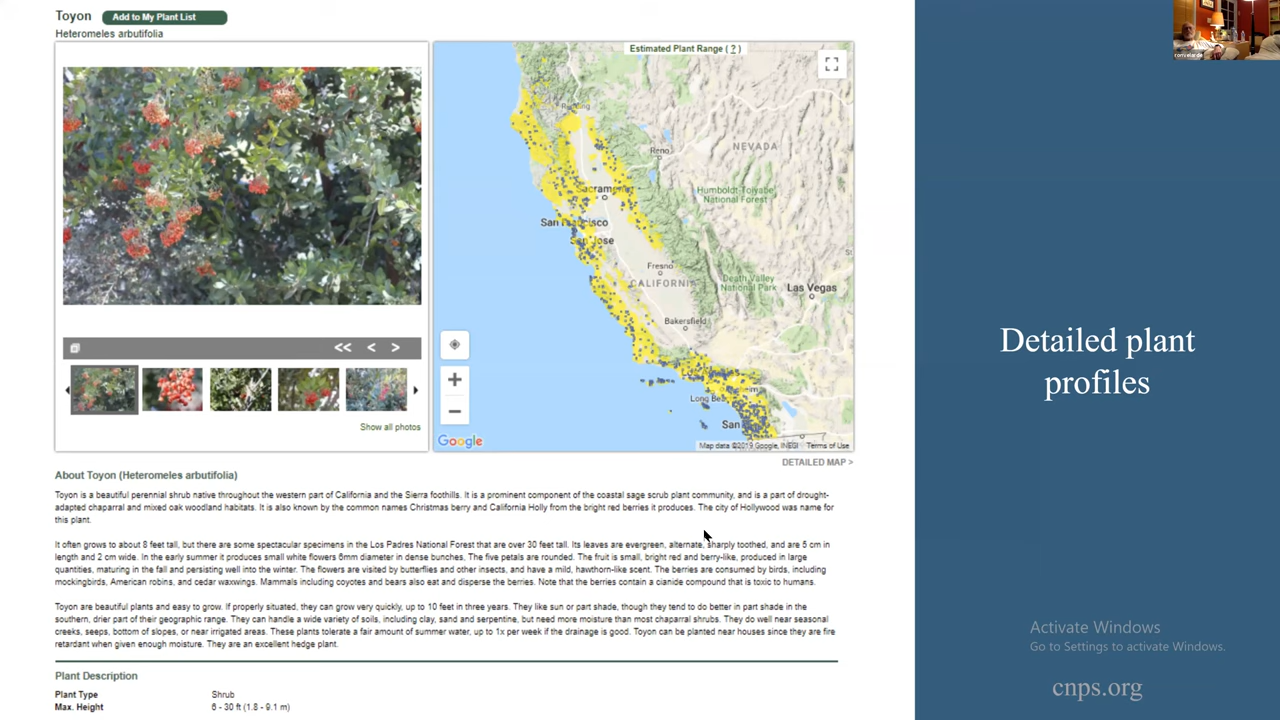 Toyon
Add to My Plant List
Heteromeles arbutifolia
Estimated Plant Range ( ? )
Redding
Reno
NEVADA
Sacramento
Humboldt-Toiyabe
National Forest
San Francisco
San Jose
Fresno
CALIFORNIA
Death Valley
National Park
Las Vegas
Bakersfield
Long Be
San
Google
Map data ©2019 Google, INEGI
Terms of Use
<< < >
Show all photos
DETAILED MAP >
About Toyon (Heteromeles arbutifolia)
Toyon is a beautiful perennial shrub native throughout the western part of California and the Sierra foothills. It is a prominent component of the coastal sage scrub plant community, and is a part of drought-
adapted chaparral and mixed oak woodland habitats. It is also known by the common names Christmas berry and California Holly from the bright red berries it produces. The city of Hollywood was name for
this plant.
It often grows to about 8 feet tall, but there are some spectacular specimens in the Los Padres National Forest that are over 30 feet tall. Its leaves are evergreen, alternate, sharply toothed, and are 5 cm in
length and 2 cm wide. In the early summer it produces small white flowers 6mm diameter in dense bunches. The five petals are rounded. The fruit is small, bright red and berry-like, produced in large
quantities, maturing in the fall and persisting well into the winter. The flowers are visited by butterflies and other insects, and have a mild, hawthorn-like scent. The berries are consumed by birds, including
mockingbirds, American robins, and cedar waxwings. Mammals including coyotes and bears also eat and disperse the berries. Note that the berries contain a cianide compound that is toxic to humans.
Toyon are beautiful plants and easy to grow. If properly situated, they can grow very quickly, up to 10 feet in three years. They like sun or part shade, though they tend to do better in part shade in the
southern, drier part of their geographic range. They can handle a wide variety of soils, including clay, sand and serpentine, but need more moisture than most chaparral shrubs. They do well near seasonal
creeks, seeps, bottom of slopes, or near irrigated areas. These plants tolerate a fair amount of summer water, up to 1x per week if the drainage is good. Toyon can be planted near houses since they are fire
retardant when given enough moisture. They are an excellent hedge plant.
Plant Description
Plant Type Shrub
Max. Height 6 - 30 ft (1.8 - 9.1 m)
Detailed plant
profiles
Activate Windows
Go to Settings to activate Windows.
cnps.org